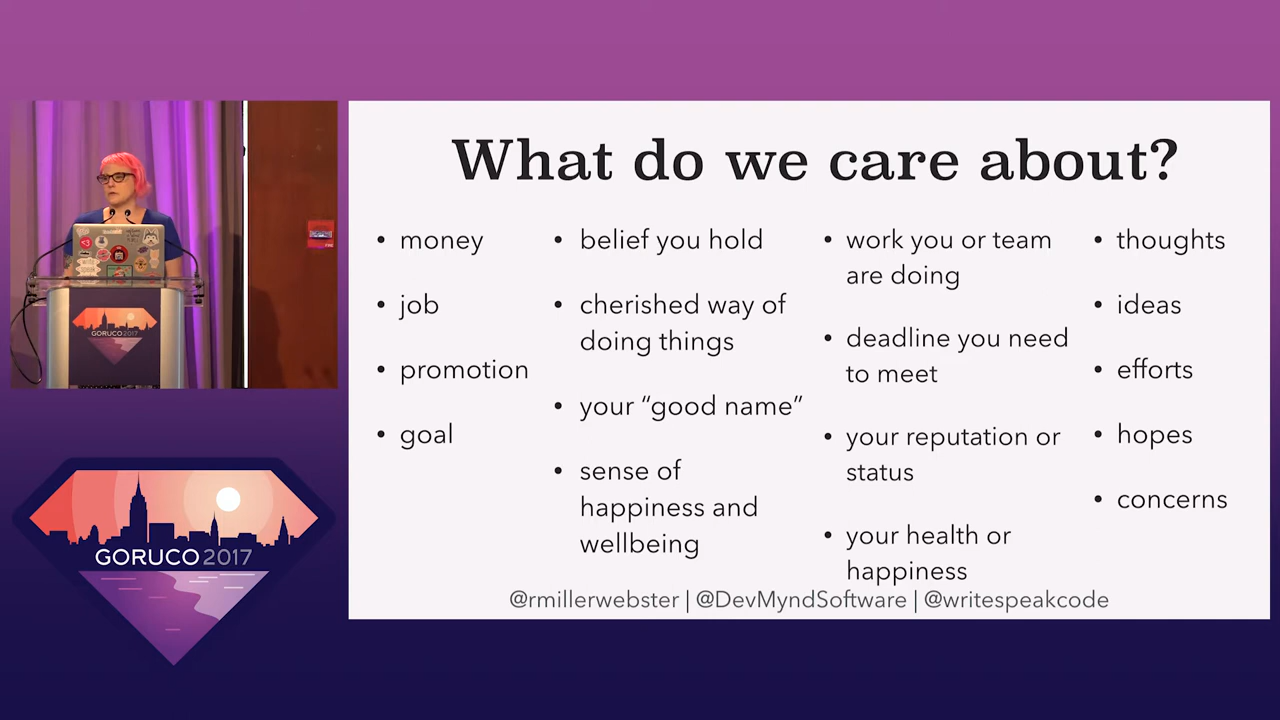 What do we care about?
• money
• job
• promotion
• goal
• belief you hold
• cherished way of
doing things
• your “good name”
• sense of
happiness and
wellbeing
• work you or team
are doing
• deadline you need
to meet
• your reputation or
status
• your health or
happiness
• thoughts
• ideas
• efforts
• hopes
• concerns
@rmillerwebster | @DevMyndSoftware | @writespeakcode
GORUCO 2017
GORUCO 2017